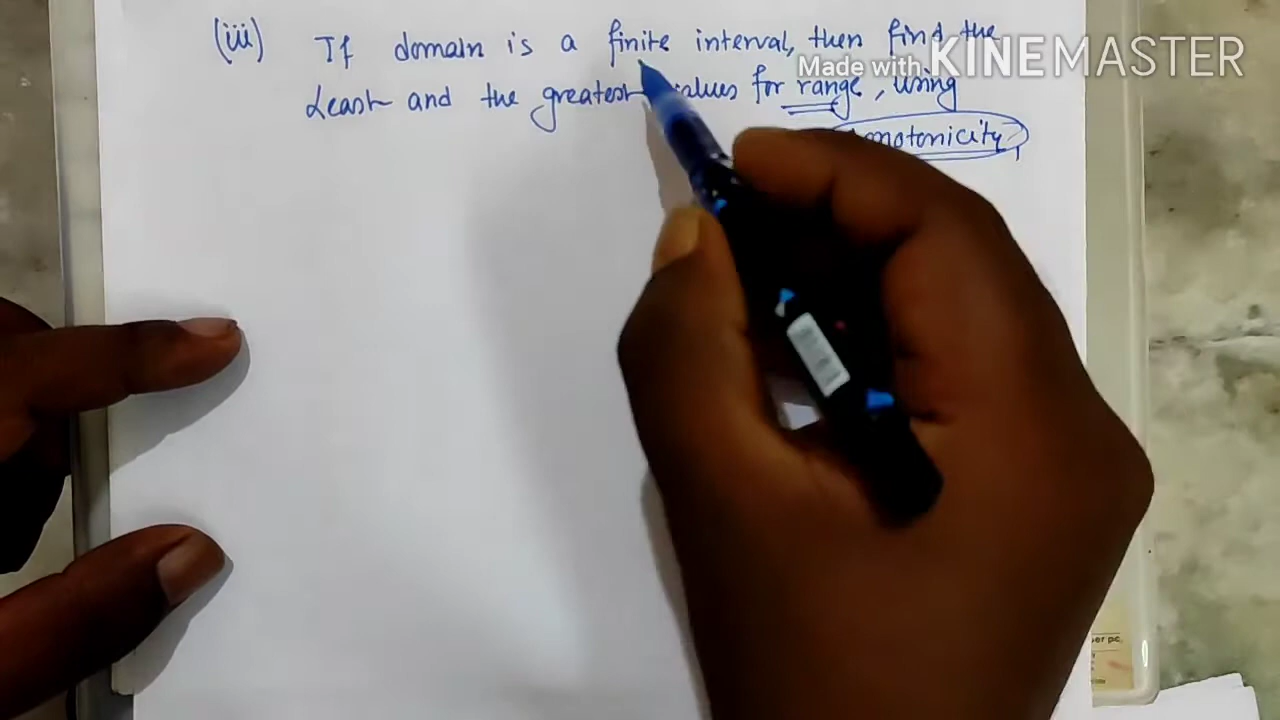 (iii) If domain is a finite interval, then find the
Made with KINEMASTER
Least and the greatest values for range, using
monotonicity